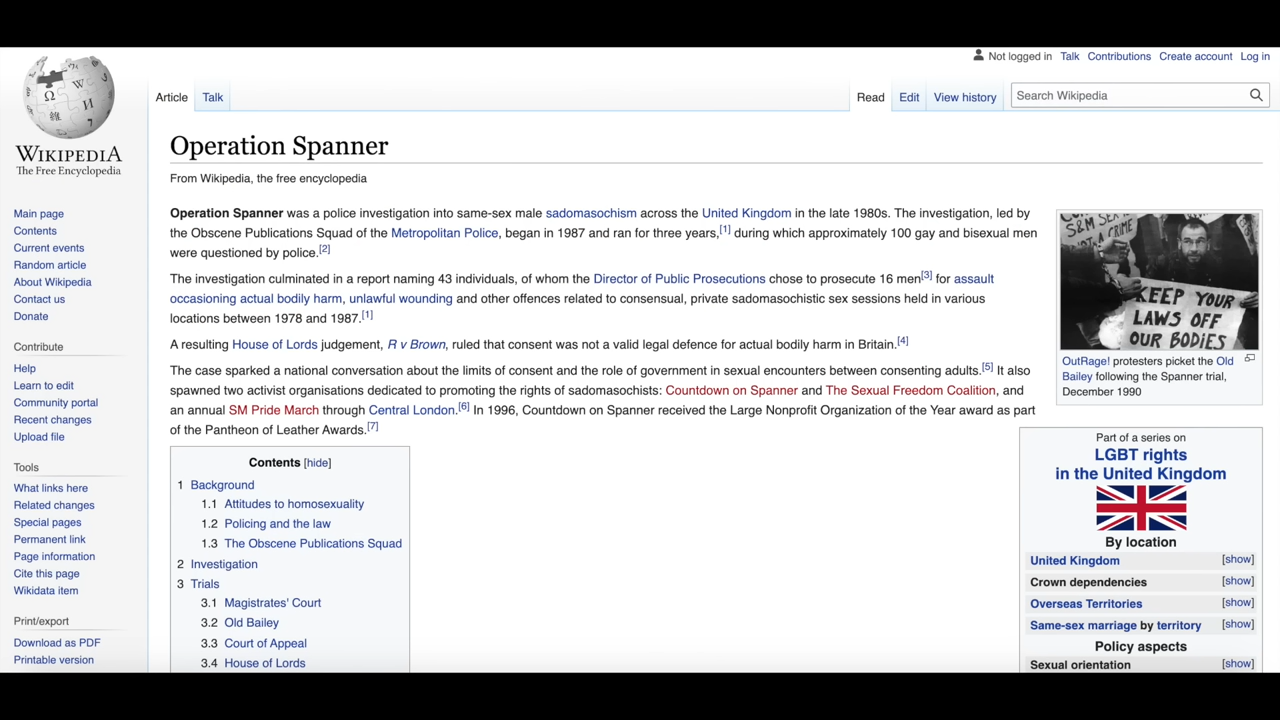 Not logged in Talk Contributions Create account Log in
Article Talk
Read Edit View history Search Wikipedia
WIKIPEDIA
The Free Encyclopedia
Main page
Contents
Current events
Random article
About Wikipedia
Contact us
Donate
Contribute
Help
Learn to edit
Community portal
Recent changes
Upload file
Tools
What links here
Related changes
Special pages
Permanent link
Page information
Cite this page
Wikidata item
Print/export
Download as PDF
Printable version
Operation Spanner
From Wikipedia, the free encyclopedia
Operation Spanner was a police investigation into same-sex male sadomasochism across the United Kingdom in the late 1980s. The investigation, led by
the Obscene Publications Squad of the Metropolitan Police, began in 1987 and ran for three years,[1] during which approximately 100 gay and bisexual men
were questioned by police.[2]
The investigation culminated in a report naming 43 individuals, of whom the Director of Public Prosecutions chose to prosecute 16 men[3] for assault
occasioning actual bodily harm, unlawful wounding and other offences related to consensual, private sadomasochistic sex sessions held in various
locations between 1978 and 1987.[1]
A resulting House of Lords judgement, R v Brown, ruled that consent was not a valid legal defence for actual bodily harm in Britain.[4]
The case sparked a national conversation about the limits of consent and the role of government in sexual encounters between consenting adults.[5] It also
spawned two activist organisations dedicated to promoting the rights of sadomasochists: Countdown on Spanner and The Sexual Freedom Coalition, and
an annual SM Pride March through Central London.[6] In 1996, Countdown on Spanner received the Large Nonprofit Organization of the Year award as part
of the Pantheon of Leather Awards.[7]
Contents [hide]
1 Background
1.1 Attitudes to homosexuality
1.2 Policing and the law
1.3 The Obscene Publications Squad
2 Investigation
3 Trials
3.1 Magistrates' Court
3.2 Old Bailey
3.3 Court of Appeal
3.4 House of Lords
S&M SEX
KEEP YOUR
LAWS OFF
OUR BODIES
OutRage! protesters picket the Old
Bailey following the Spanner trial,
December 1990
Part of a series on
LGBT rights
in the United Kingdom
By location
United Kingdom [show]
Crown dependencies [show]
Overseas Territories [show]
Same-sex marriage by territory [show]
Policy aspects
Sexual orientation [show]